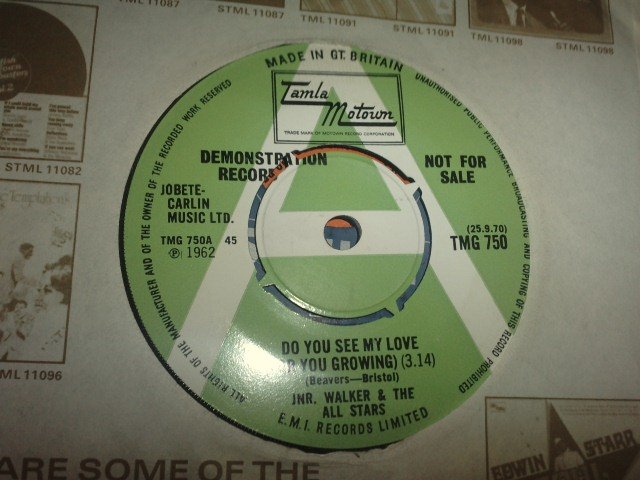 ML 11087
STML 11087
TML 11091
STML 11091
TML 11098
STML 11098
STML 11082
ML 11096
MADE IN GT. BRITAIN
Tamla
Motown
TRADE MARK OF MOTOWN RECORD CORPORATION
UNAUTHORISED PUBLIC PERFORMANCE BROADCASTING AND COPYING OF THIS RECORD PROHIBITED
ALL RIGHTS OF THE MANUFACTURER AND OF THE OWNER OF THE RECORDED WORK RESERVED
DEMONSTRATION
RECORD
NOT FOR
SALE
JOBETE-
CARLIN
MUSIC LTD.
TMG 750A 45
℗ 1962
(25.9.70)
TMG 750
DO YOU SEE MY LOVE
YOU GROWING) (3.14)
(Beavers—Bristol)
JNR. WALKER & THE
ALL STARS
E.M.I. RECORDS LIMITED
ARE SOME OF THE
EDWIN STARR